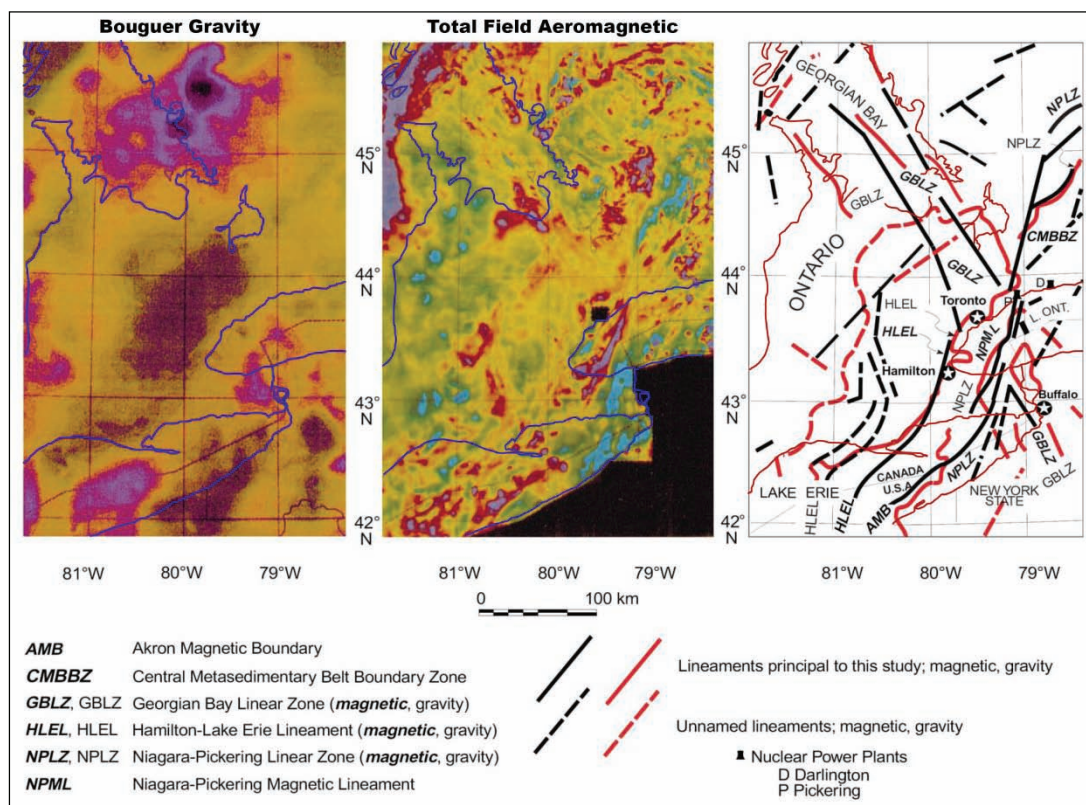 Bouguer Gravity
Total Field Aeromagnetic
45°N
44°N
43°N
42°N
81°W 80°W 79°W
45°N
44°N
43°N
42°N
81°W 80°W 79°W
45°N
44°N
43°N
42°N
81°W 80°W 79°W
GEORGIAN BAY
NPLZ
NPLZ
GBLZ
GBLZ
CMBBZ
GBLZ
ONTARIO
HLEL
HLEL
Toronto
P
D
L. ONT.
NPML
Hamilton
NPLZ
Buffalo
GBLZ
GBLZ
CANADA
U.S.A
NPLZ
LAKE ERIE
HLEL
HLEL
AMB
NEW YORK
STATE
0 100 km
AMB Akron Magnetic Boundary
CMBBZ Central Metasedimentary Belt Boundary Zone
GBLZ, GBLZ Georgian Bay Linear Zone (magnetic, gravity)
HLEL, HLEL Hamilton-Lake Erie Lineament (magnetic, gravity)
NPLZ, NPLZ Niagara-Pickering Linear Zone (magnetic, gravity)
NPML Niagara-Pickering Magnetic Lineament
Lineaments principal to this study; magnetic, gravity
Unnamed lineaments; magnetic, gravity
Nuclear Power Plants
D Darlington
P Pickering